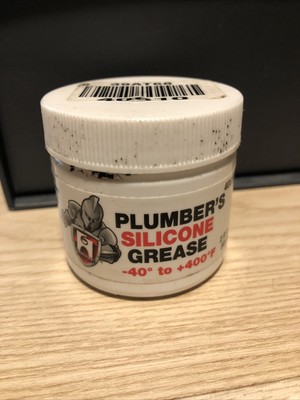 PLUMBER'S
SILICONE
GREASE
-40° to +400°F